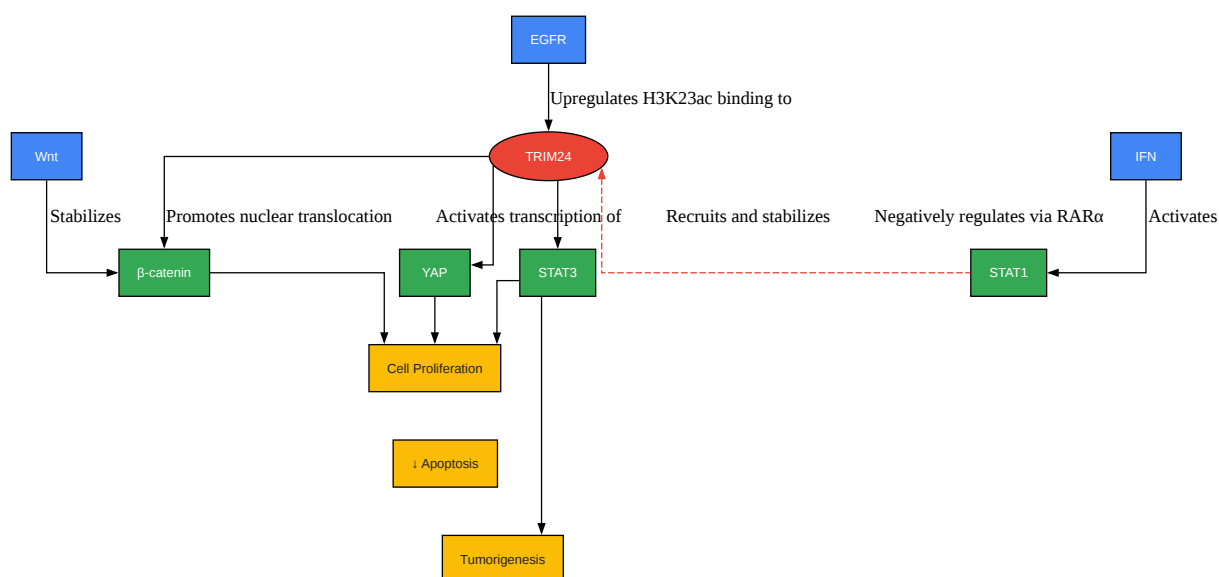 EGFR
Upregulates H3K23ac binding to
Wnt
TRIM24
IFN
Stabilizes
Promotes nuclear translocation
Activates transcription of
Recruits and stabilizes
Negatively regulates via RARα
Activates
β-catenin
YAP
STAT3
STAT1
Cell Proliferation
↓ Apoptosis
Tumorigenesis